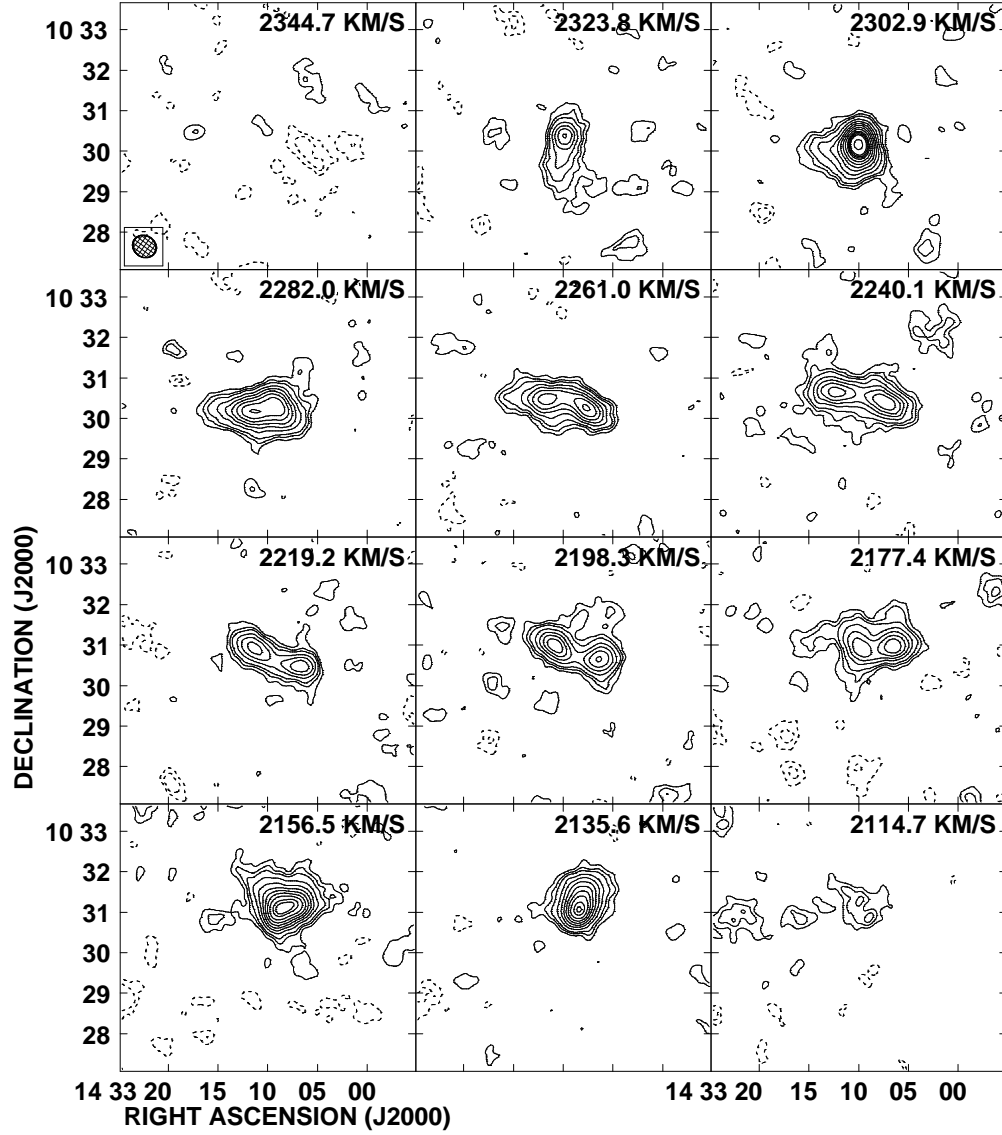 2344.7 KM/S
2323.8 KM/S
2302.9 KM/S
10 33
32
31
30
29
28
2282.0 KM/S
2261.0 KM/S
2240.1 KM/S
10 33
32
31
30
29
28
2219.2 KM/S
2198.3 KM/S
2177.4 KM/S
10 33
32
31
30
29
28
2156.5 KM/S
2135.6 KM/S
2114.7 KM/S
10 33
32
31
30
29
28
DECLINATION (J2000)
14 33 20 15 10 05 00
14 33 20 15 10 05 00
RIGHT ASCENSION (J2000)